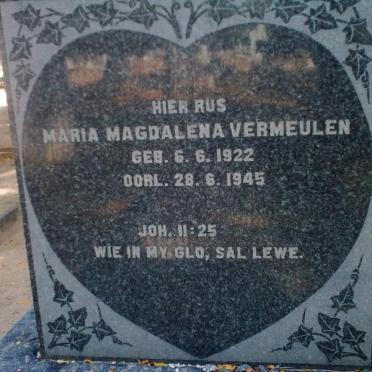 HIER RUS
MARIA MAGDALENA VERMEULEN
GEB. 6. 6. 1922
OORL. 28. 6. 1945
JOH. 11:25
WIE IN MY GLO, SAL LEWE.